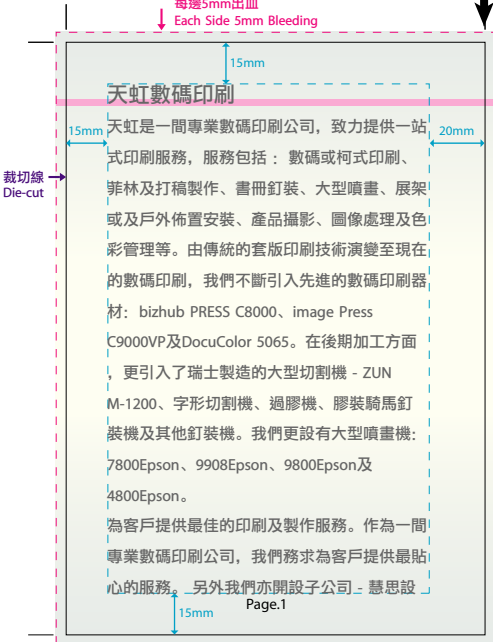 每邊5mm出血
Each Side 5mm Bleeding
15mm
天虹數碼印刷
15mm
20mm
天虹是一間專業數碼印刷公司，致力提供一站
式印刷服務，服務包括： 數碼或柯式印刷、
裁切線
Die-cut
菲林及打稿製作、書冊釘裝、大型噴畫、展架
或及戶外佈置安裝、產品攝影、圖像處理及色
彩管理等。由傳統的套版印刷技術演變至現在
的數碼印刷，我們不斷引入先進的數碼印刷器
材：bizhub PRESS C8000、image Press
C9000VP及DocuColor 5065。在後期加工方面
，更引入了瑞士製造的大型切割機 - ZUN
M-1200、字形切割機、過膠機、膠裝騎馬釘
裝機及其他釘裝機。我們更設有大型噴畫機：
7800Epson、9908Epson、9800Epson及
4800Epson。
為客戶提供最佳的印刷及製作服務。作為一間
專業數碼印刷公司，我們務求為客戶提供最貼
心的服務。 另外我們亦開設子公司 - 慧思設
Page.1
15mm